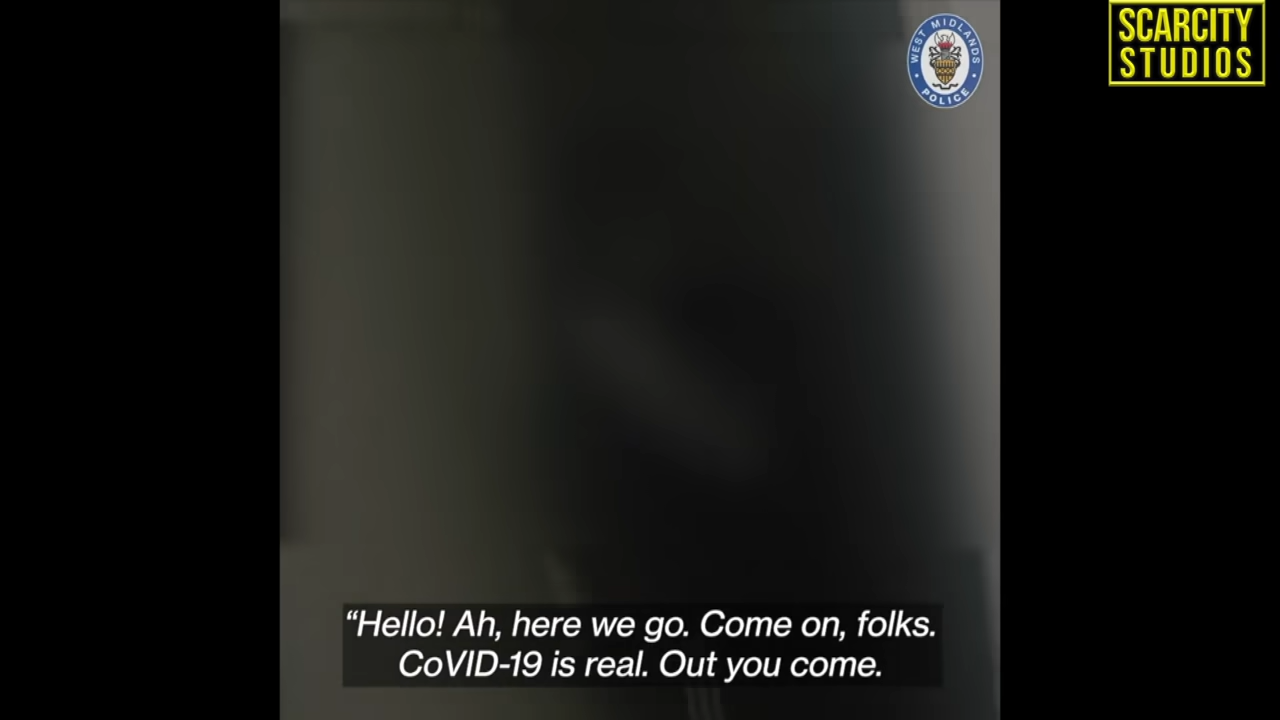 WEST MIDLANDS
POLICE
SCARCITY
STUDIOS
“Hello! Ah, here we go. Come on, folks.
CoVID-19 is real. Out you come.